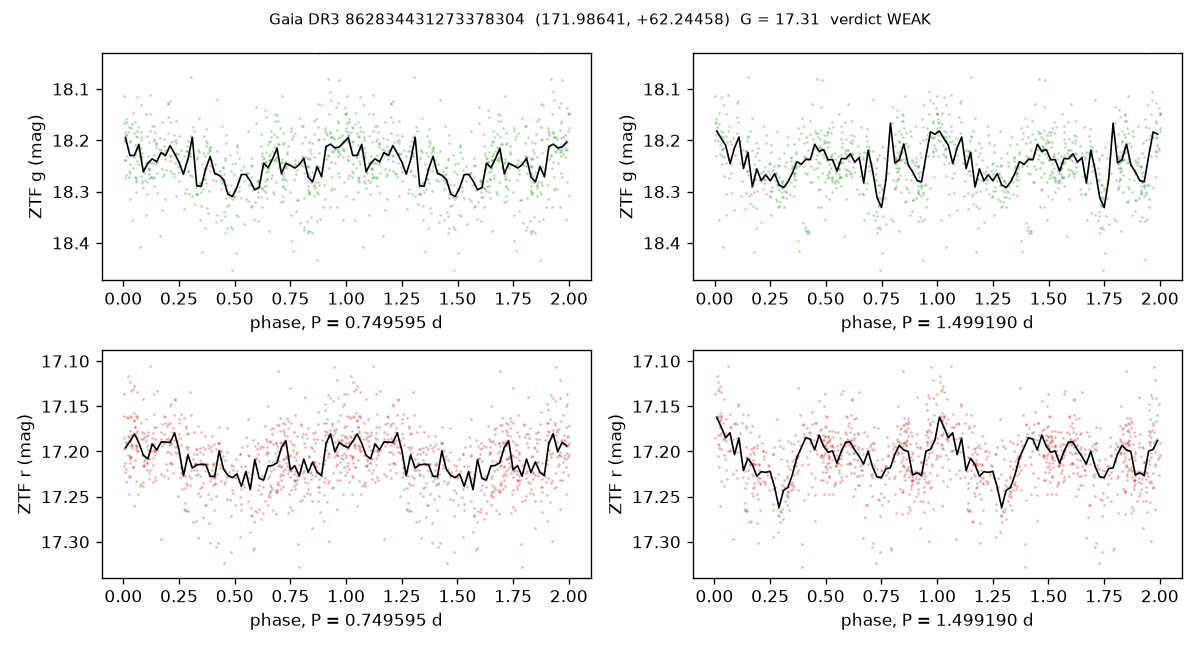 Gaia DR3 862834431273378304  (171.98641, +62.24458)  G = 17.31  verdict WEAK
ZTF g (mag)
18.1
18.2
18.3
18.4
0.00 0.25 0.50 0.75 1.00 1.25 1.50 1.75 2.00
phase, P = 0.749595 d
ZTF g (mag)
18.1
18.2
18.3
18.4
0.00 0.25 0.50 0.75 1.00 1.25 1.50 1.75 2.00
phase, P = 1.499190 d
ZTF r (mag)
17.10
17.15
17.20
17.25
17.30
0.00 0.25 0.50 0.75 1.00 1.25 1.50 1.75 2.00
phase, P = 0.749595 d
ZTF r (mag)
17.10
17.15
17.20
17.25
17.30
0.00 0.25 0.50 0.75 1.00 1.25 1.50 1.75 2.00
phase, P = 1.499190 d